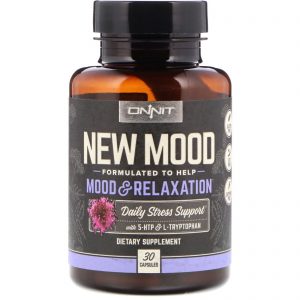 ONNIT
NEW MOOD
FORMULATED TO HELP
MOOD & RELAXATION
Daily Stress Support
with 5-HTP & L-TRYPTOPHAN
DIETARY SUPPLEMENT
30
CAPSULES